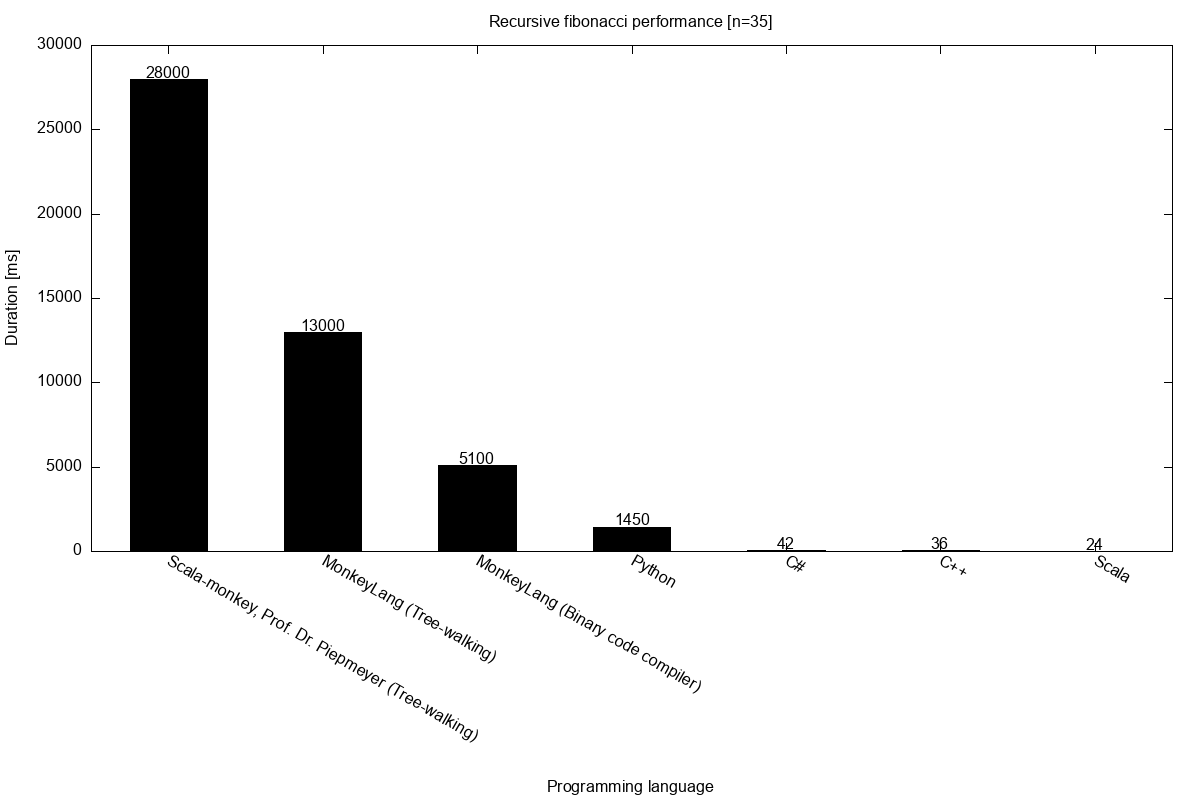 Recursive fibonacci performance [n=35]
30000
25000
20000
15000
10000
5000
0
Duration [ms]
28000
13000
5100
1450
42
36
24
Scala-monkey, Prof. Dr. Piepmeyer (Tree-walking)
MonkeyLang (Tree-walking)
MonkeyLang (Binary code compiler)
Python
C#
C++
Scala
Programming language